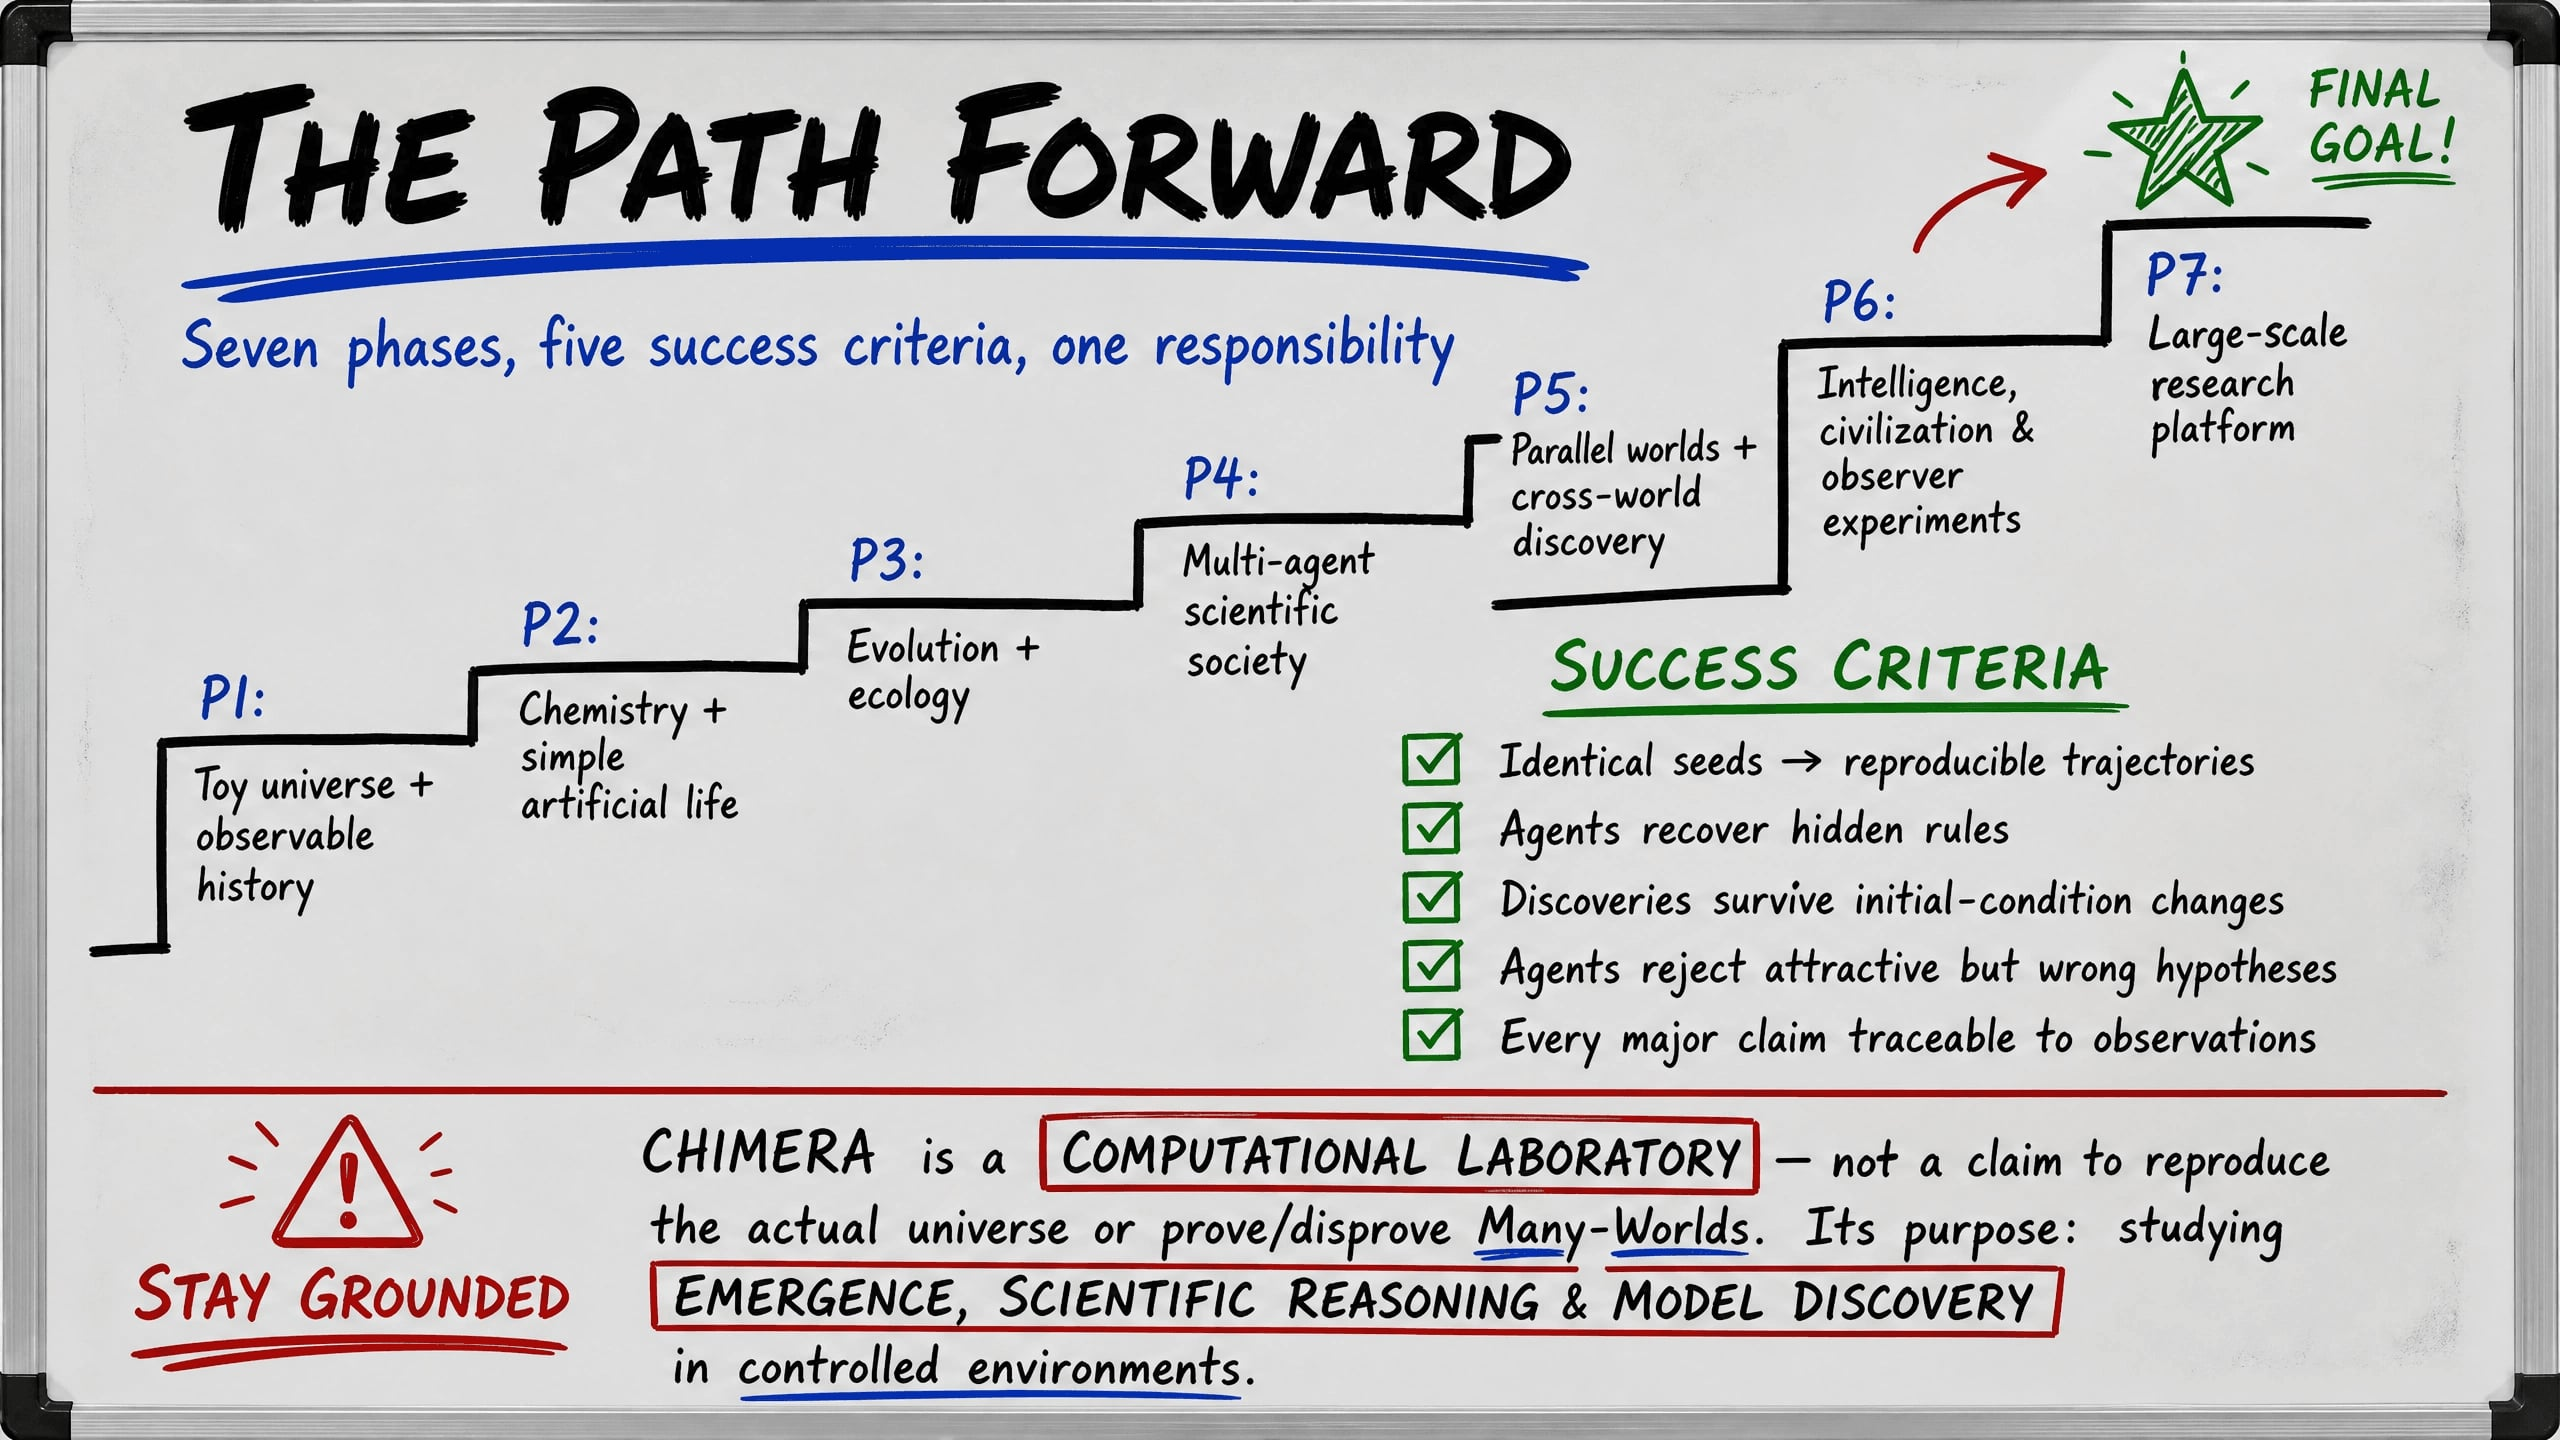 THE PATH FORWARD
Seven phases, five success criteria, one responsibility
FINAL
GOAL!
P1:
Toy universe +
observable
history
P2:
Chemistry +
simple
artificial life
P3:
Evolution +
ecology
P4:
Multi-agent
scientific
society
P5:
Parallel worlds +
cross-world
discovery
P6:
Intelligence,
civilization &
observer
experiments
P7:
Large-scale
research
platform
SUCCESS CRITERIA
Identical seeds → reproducible trajectories
Agents recover hidden rules
Discoveries survive initial-condition changes
Agents reject attractive but wrong hypotheses
Every major claim traceable to observations
!
STAY GROUNDED
CHIMERA is a COMPUTATIONAL LABORATORY — not a claim to reproduce
the actual universe or prove/disprove Many-Worlds. Its purpose: studying
EMERGENCE, SCIENTIFIC REASONING & MODEL DISCOVERY
in controlled environments.